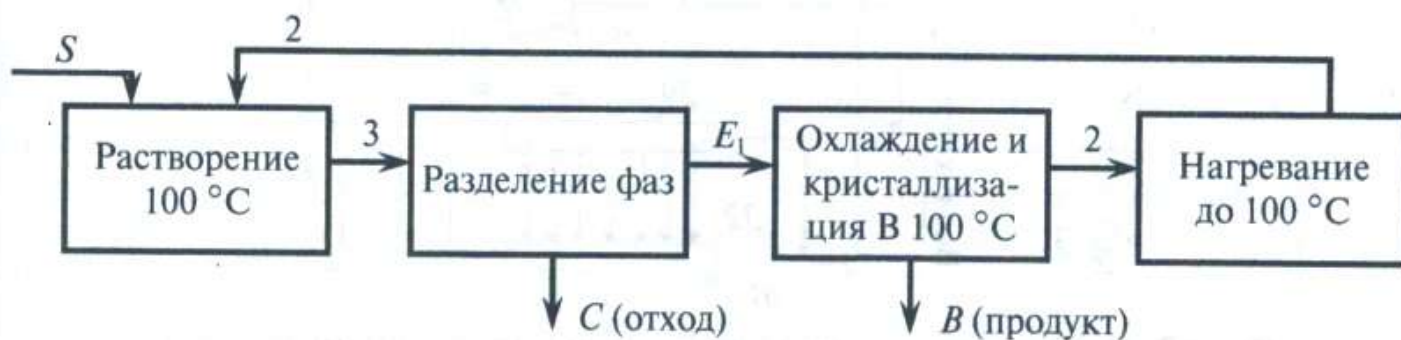 S
2
Растворение
100 °C
3
Разделение фаз
E₁
Охлаждение и
кристаллиза-
ция В 100 °C
2
Нагревание
до 100 °C
C (отход)
B (продукт)